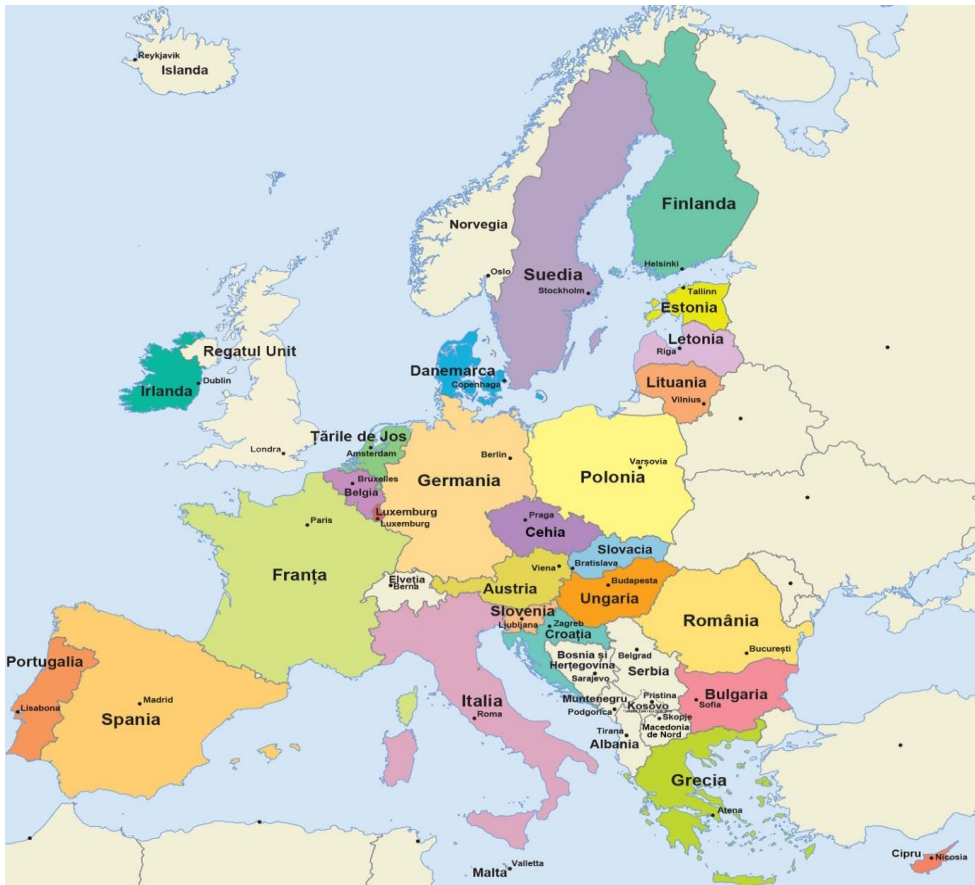 Reykjavik
Islanda
Finlanda
Norvegia
Helsinki
Oslo
Suedia
Stockholm
Tallinn
Estonia
Letonia
Riga
Regatul Unit
Danemarca
Copenhaga
Dublin
Irlanda
Lituania
Vilnius
Țările de Jos
Amsterdam
Londra
Berlin
Varșovia
Germania
Polonia
Bruxelles
Belgia
Luxemburg
Luxemburg
Paris
Praga
Cehia
Slovacia
Viena
Bratislava
Franța
Elveția
Berna
Austria
Budapesta
Ungaria
Slovenia
Ljubljana
Zagreb
Croația
România
București
Bosnia și
Herțegovina
Sarajevo
Belgrad
Serbia
Portugalia
Lisabona
Madrid
Spania
Italia
Roma
Muntenegru
Podgorica
Pristina
Kosovo
Bulgaria
Sofia
Skopje
Macedonia
de Nord
Tirana
Albania
Grecia
Atena
Malta
Valletta
Cipru
Nicosia